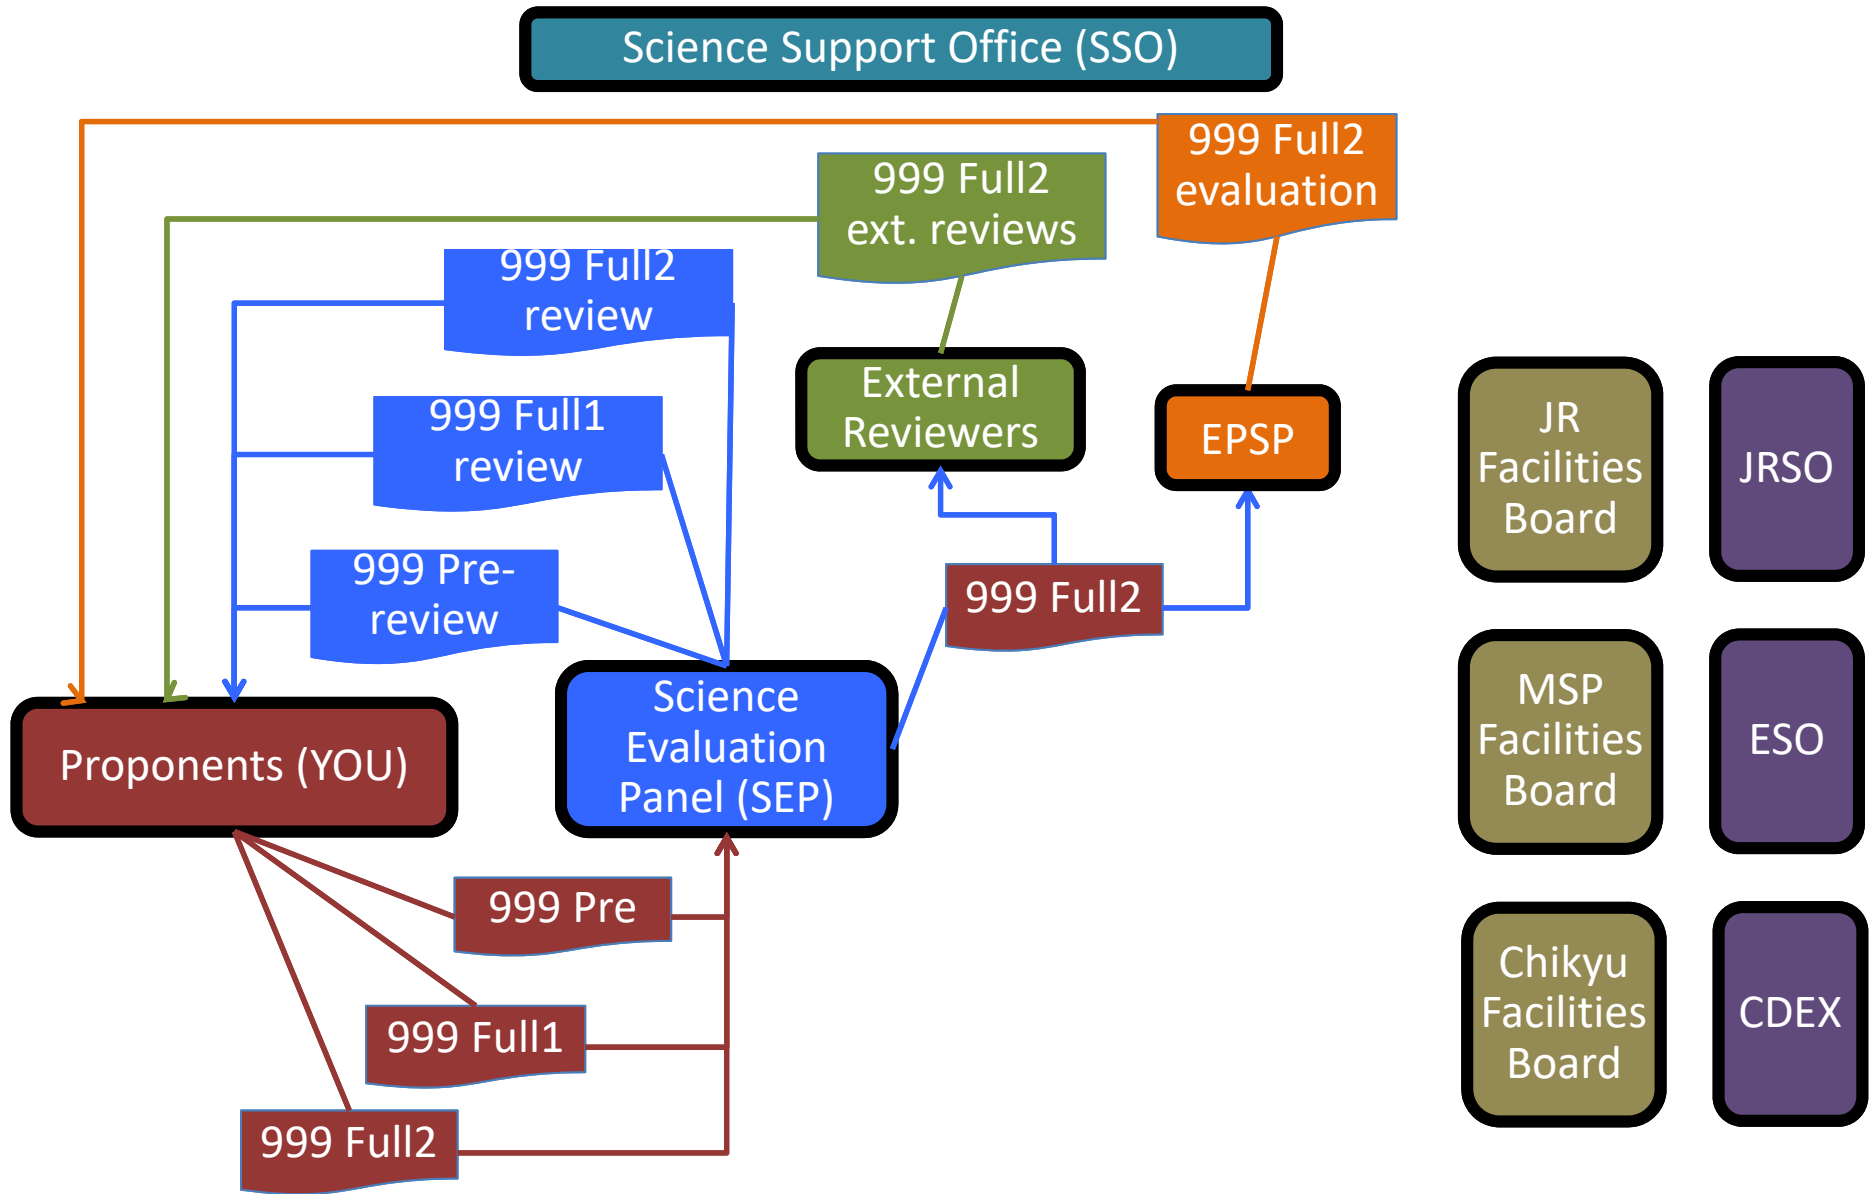 Science Support Office (SSO)
999 Full2
evaluation
999 Full2
ext. reviews
999 Full2
review
External
Reviewers
EPSP
999 Full1
review
999 Pre-
review
999 Full2
JR
Facilities
Board
JRSO
Proponents (YOU)
Science
Evaluation
Panel (SEP)
MSP
Facilities
Board
ESO
999 Pre
999 Full1
999 Full2
Chikyu
Facilities
Board
CDEX